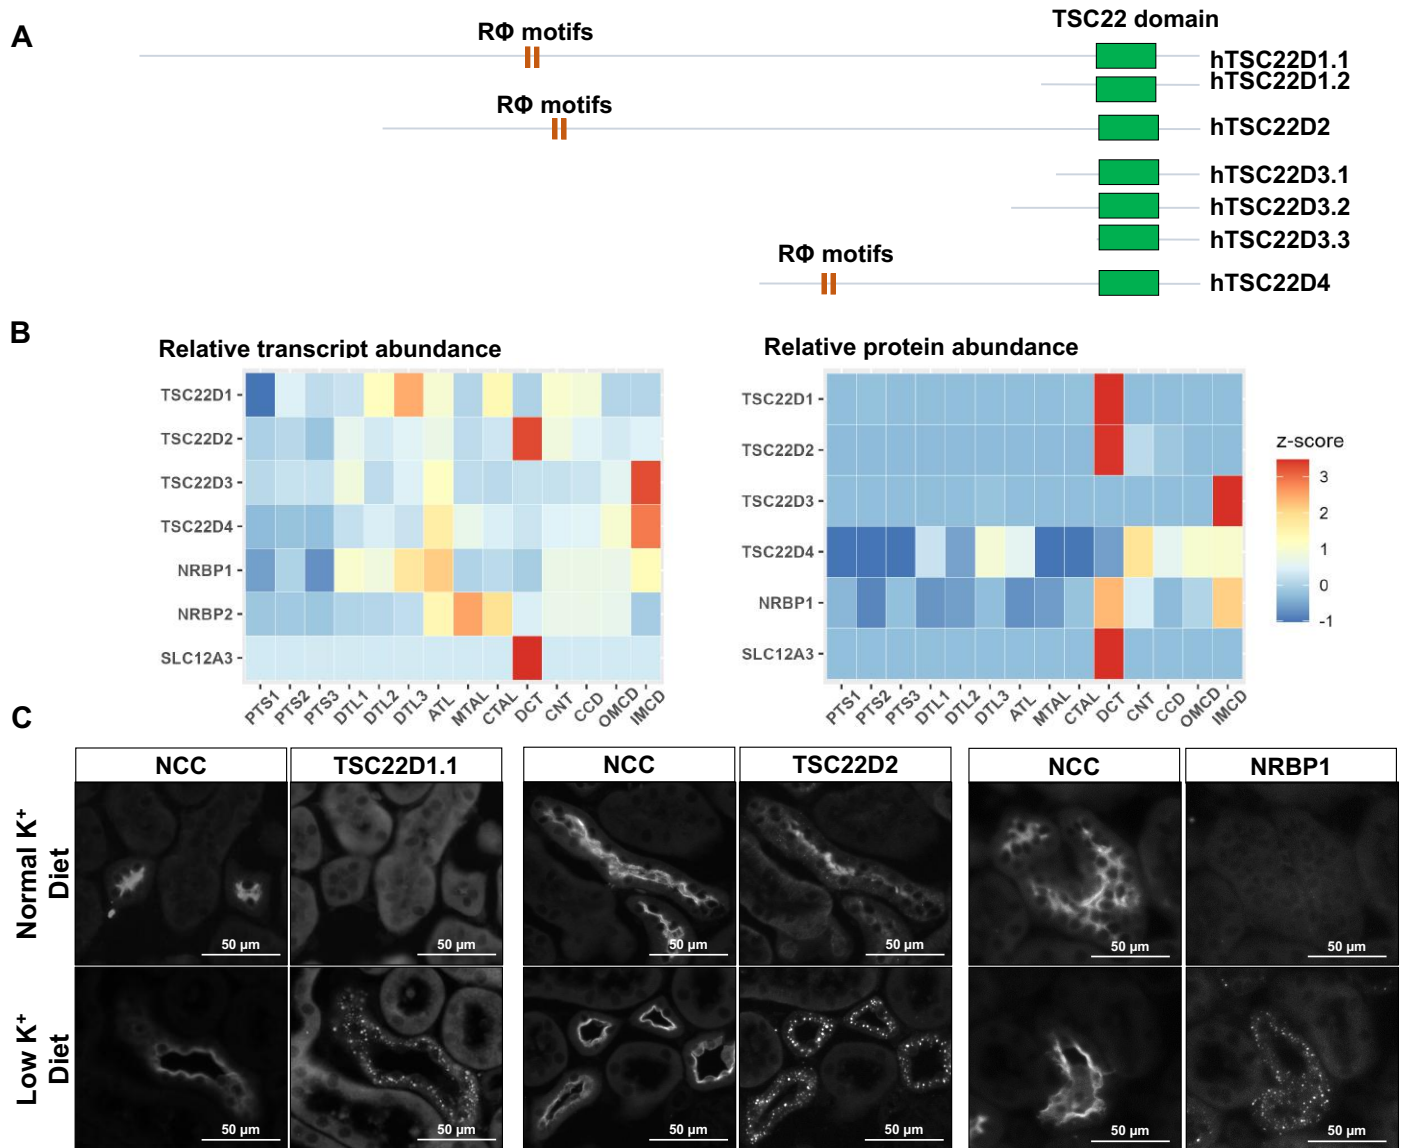 A
RΦ motifs
TSC22 domain
hTSC22D1.1
hTSC22D1.2
RΦ motifs
hTSC22D2
hTSC22D3.1
hTSC22D3.2
hTSC22D3.3
RΦ motifs
hTSC22D4
B
Relative transcript abundance
TSC22D1
TSC22D2
TSC22D3
TSC22D4
NRBP1
NRBP2
SLC12A3
PTS1 PTS2 PTS3 DTL1 DTL2 DTL3 ATL MTAL CTAL DCT CNT CCD OMCD IMCD
Relative protein abundance
TSC22D1
TSC22D2
TSC22D3
TSC22D4
NRBP1
SLC12A3
PTS1 PTS2 PTS3 DTL1 DTL2 DTL3 ATL MTAL CTAL DCT CNT CCD OMCD IMCD
z-score
3
2
1
0
-1
C
NCC TSC22D1.1 NCC TSC22D2 NCC NRBP1
Normal K+
Diet
50 μm 50 μm 50 μm 50 μm 50 μm 50 μm
Low K+
Diet
50 μm 50 μm 50 μm 50 μm 50 μm 50 μm